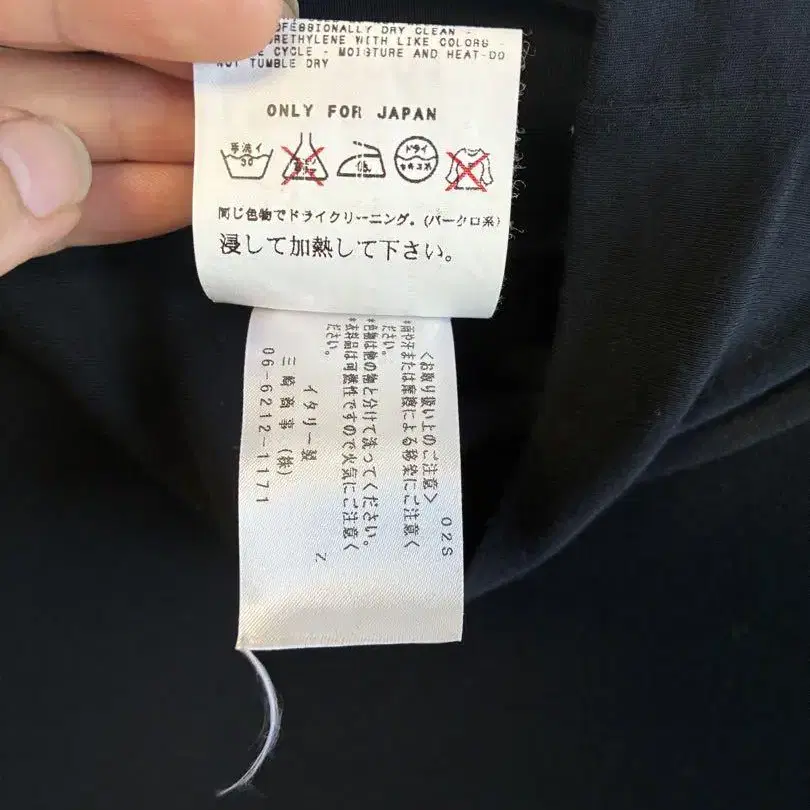 PROFESSIONALLY DRY CLEAN -
WITH LIKE COLORS -
CYCLE - MOISTURE AND HEAT-DO
NOT TUMBLE DRY
ONLY FOR JAPAN
手洗イ
30
ドライ
同じ色物でドライクリーニング。(パークロ系)
浸して加熱して下さい。
02S
〈お取り扱い上のご注意〉
*雨や汗または摩擦による移染にご注意く
ださい。
*色物は他の物と分けて洗ってください。
*衣料品は可燃性ですので火気にご注意く
ださい。
イタリー製
三崎商事(株)
06-6212-1171